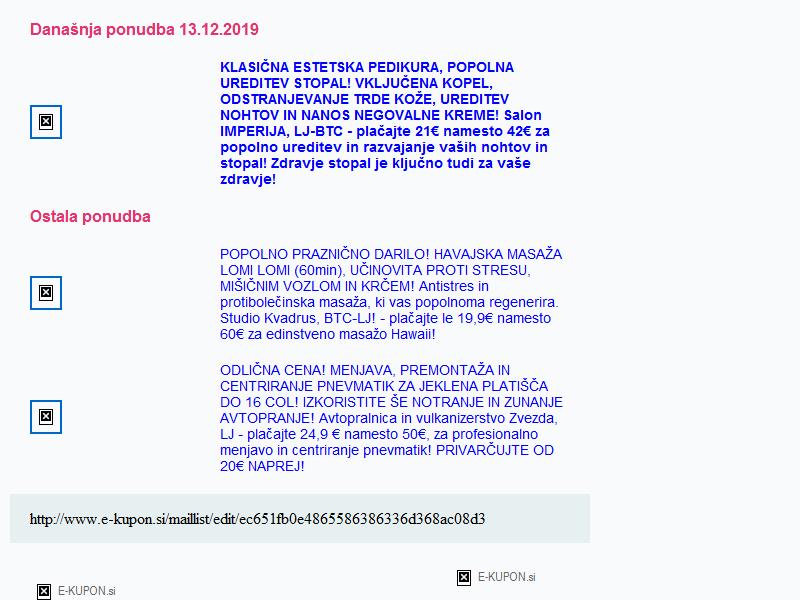 Današnja ponudba 13.12.2019
KLASIČNA ESTETSKA PEDIKURA, POPOLNA
UREDITEV STOPAL! VKLJUČENA KOPEL,
ODSTRANJEVANJE TRDE KOŽE, UREDITEV
NOHTOV IN NANOS NEGOVALNE KREME! Salon
IMPERIJA, LJ-BTC - plačajte 21€ namesto 42€ za
popolno ureditev in razvajanje vaših nohtov in
stopal! Zdravje stopal je ključno tudi za vaše
zdravje!
Ostala ponudba
POPOLNO PRAZNIČNO DARILO! HAVAJSKA MASAŽA
LOMI LOMI (60min), UČINOVITA PROTI STRESU,
MIŠIČNIM VOZLOM IN KRČEM! Antistres in
protibolečinska masaža, ki vas popolnoma regenerira.
Studio Kvadrus, BTC-LJ! - plačajte le 19,9€ namesto
60€ za edinstveno masažo Hawaii!
ODLIČNA CENA! MENJAVA, PREMONTAŽA IN
CENTRIRANJE PNEVMATIK ZA JEKLENA PLATIŠČA
DO 16 COL! IZKORISTITE ŠE NOTRANJE IN ZUNANJE
AVTOPRANJE! Avtopralnica in vulkanizerstvo Zvezda,
LJ - plačajte 24,9 € namesto 50€, za profesionalno
menjavo in centriranje pnevmatik! PRIVARČUJTE OD
20€ NAPREJ!
http://www.e-kupon.si/maillist/edit/ec651fb0e4865586386336d368ac08d3
E-KUPON.si
E-KUPON.si